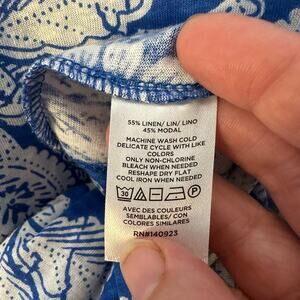 55% LINEN/ LIN/ LINO
45% MODAL
MACHINE WASH COLD
DELICATE CYCLE WITH LIKE
COLORS
ONLY NON-CHLORINE
BLEACH WHEN NEEDED
RESHAPE DRY FLAT
COOL IRON WHEN NEEDED
30 P
AVEC DES COULEURS
SEMBLABLES/ CON
COLORES SIMILARES
RN#140923